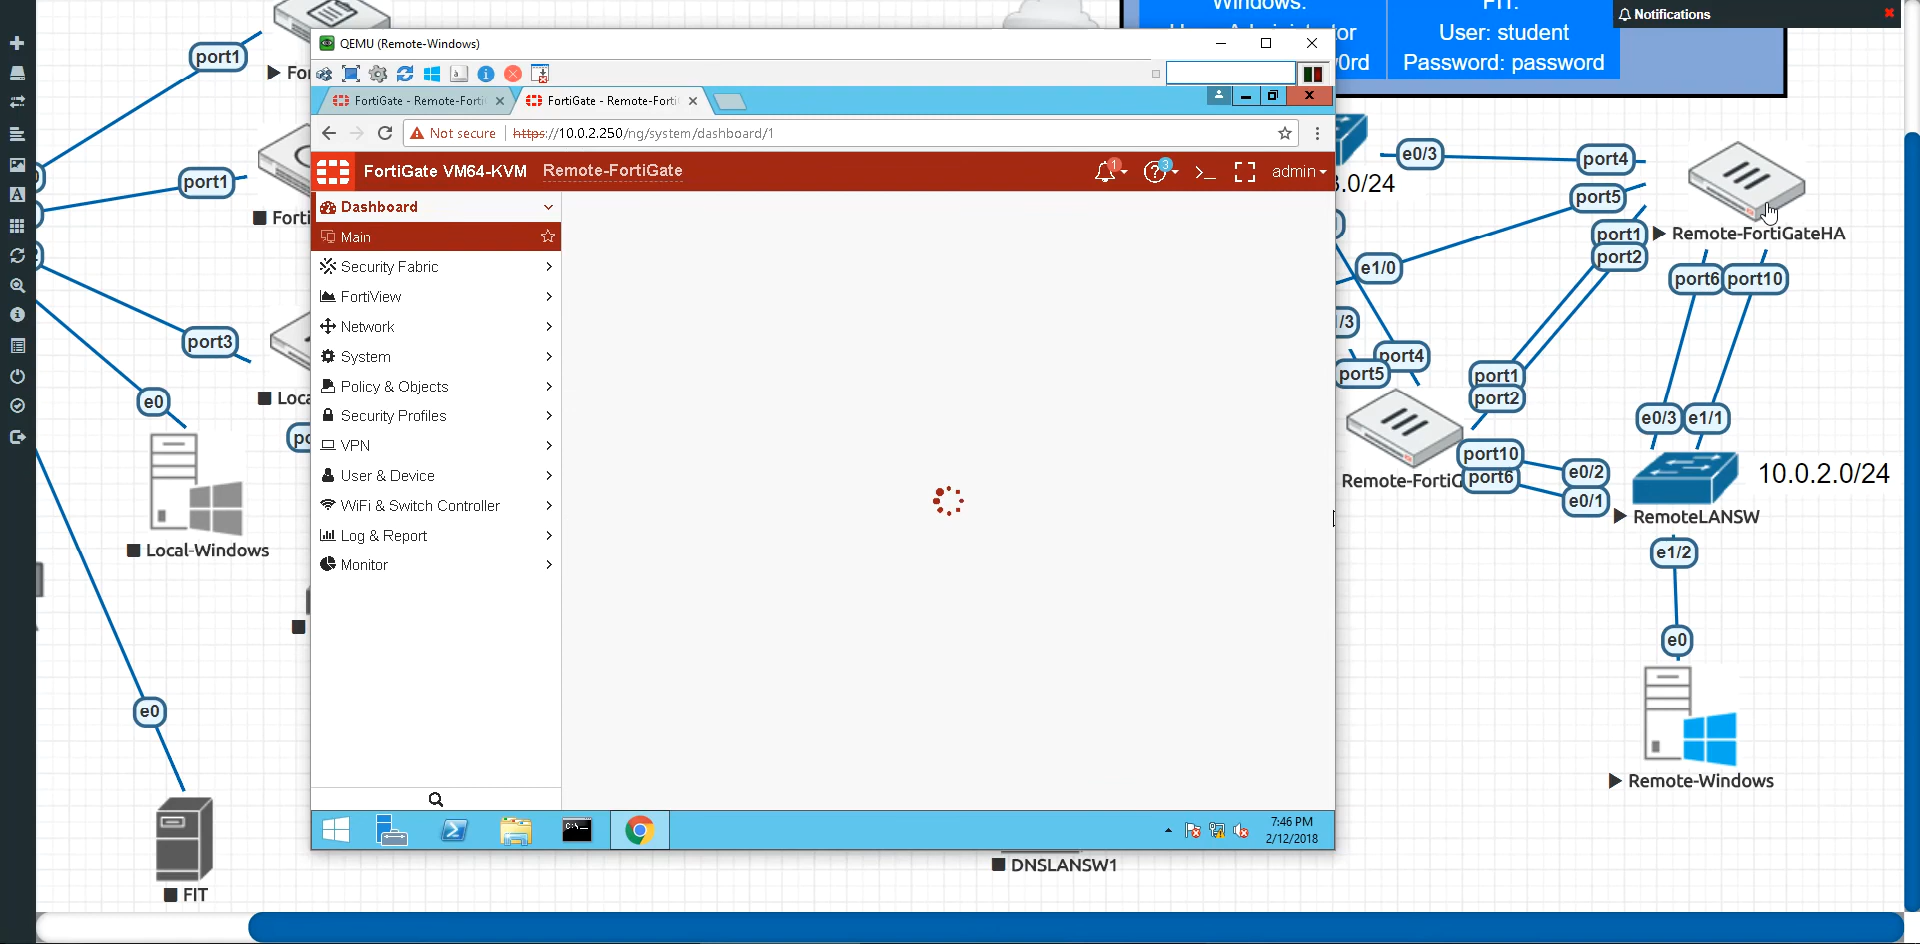 Windows:
FIT:
User: student
Password: password
Notifications
port1
QEMU (Remote-Windows)
FortiGate - Remote-Forti
FortiGate - Remote-Forti
Not secure
https://10.0.2.250/ng/system/dashboard/1
FortiGate VM64-KVM
Remote-FortiGate
1
3
admin
Dashboard
Main
Security Fabric
FortiView
Network
System
Policy & Objects
Security Profiles
VPN
User & Device
WiFi & Switch Controller
Log & Report
Monitor
7:46 PM
2/12/2018
port1
Forti
port3
e0
Local-Windows
e0
FIT
e0/3
port4
.0/24
port5
port1
port2
Remote-FortiGateHA
e1/0
port6
port10
/3
port4
port5
port1
port2
e0/3
e1/1
port10
port6
e0/2
e0/1
Remote-FortiG
10.0.2.0/24
RemoteLANSW
e1/2
e0
Remote-Windows
DNSLANSW1